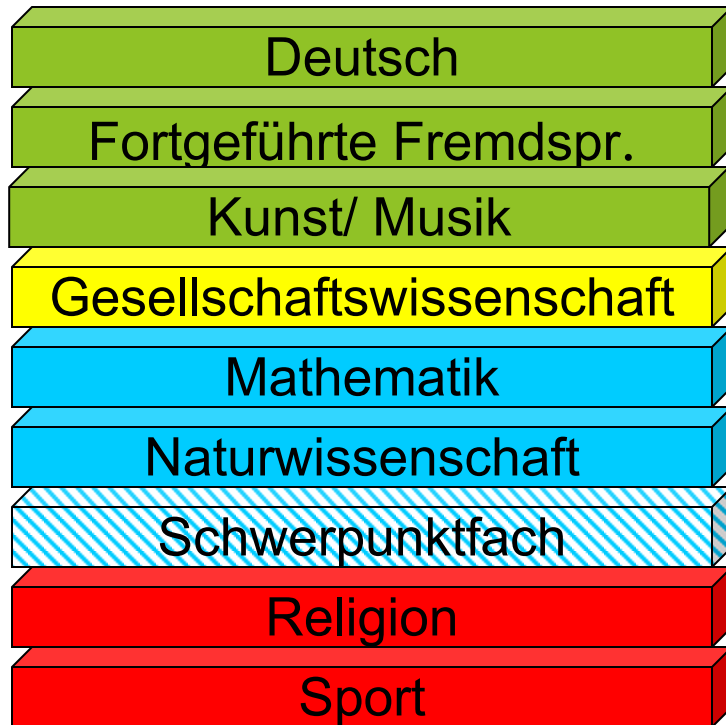 Deutsch
Fortgeführte Fremdspr.
Kunst/ Musik
Gesellschaftswissenschaft
Mathematik
Naturwissenschaft
Schwerpunktfach
Religion
Sport